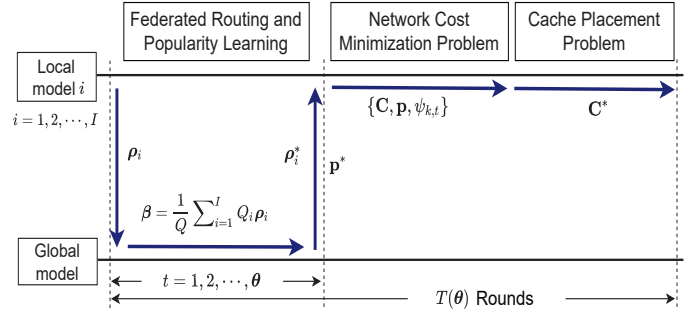 Federated Routing and
Popularity Learning
Network Cost
Minimization Problem
Cache Placement
Problem
Local
model i
i = 1, 2, ⋯, I
ρ_i
ρ_i^*
p^*
{C, p, ψ_{k,t}}
C^*
β = \frac{1}{Q} ∑_{i=1}^{I} Q_i ρ_i
Global
model
t = 1, 2, ⋯, θ
T(θ) Rounds